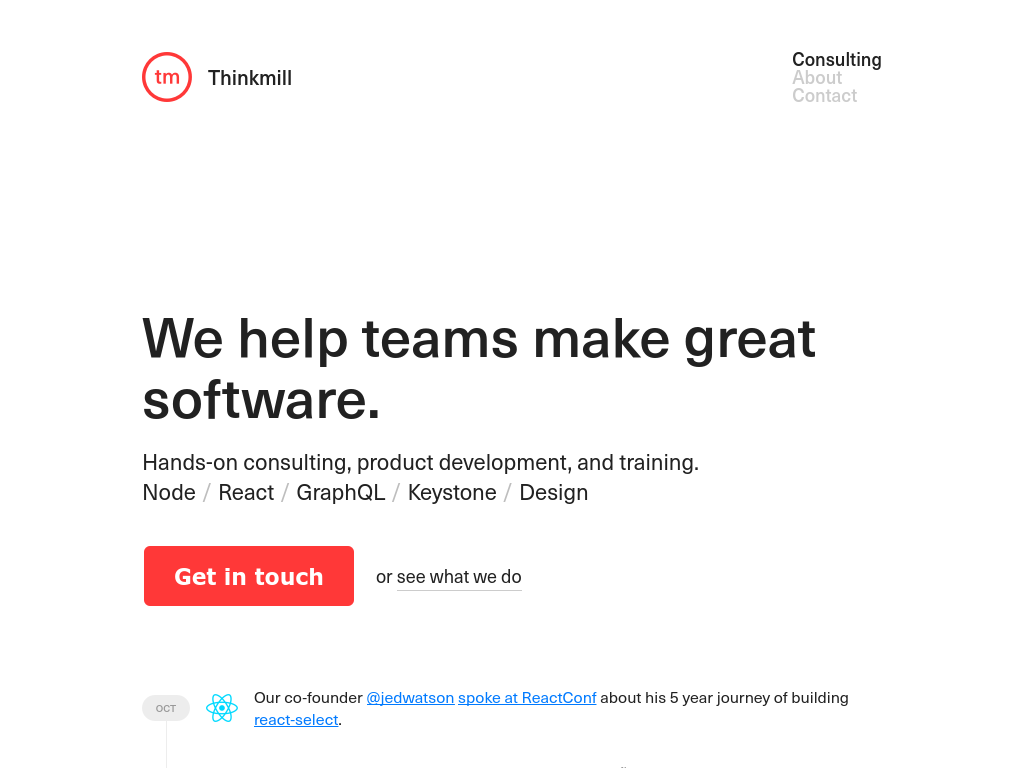 tm Thinkmill
Consulting
About
Contact
We help teams make great
software.
Hands-on consulting, product development, and training.
Node / React / GraphQL / Keystone / Design
Get in touch or see what we do
OCT
Our co-founder @jedwatson spoke at ReactConf about his 5 year journey of building
react-select.